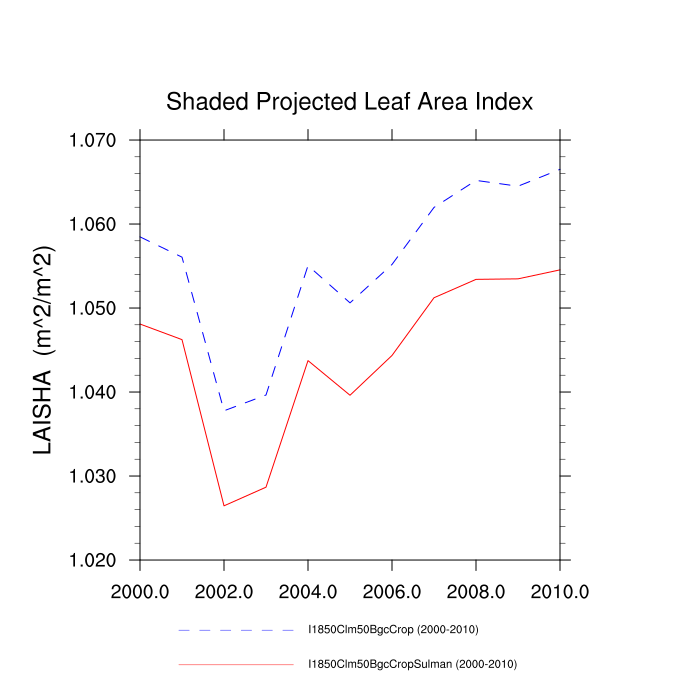 Shaded Projected Leaf Area Index
1.070
1.060
1.050
1.040
1.030
1.020
LAISHA (m^2/m^2)
2000.0 2002.0 2004.0 2006.0 2008.0 2010.0
I1850Clm50BgcCrop (2000-2010)
I1850Clm50BgcCropSulman (2000-2010)